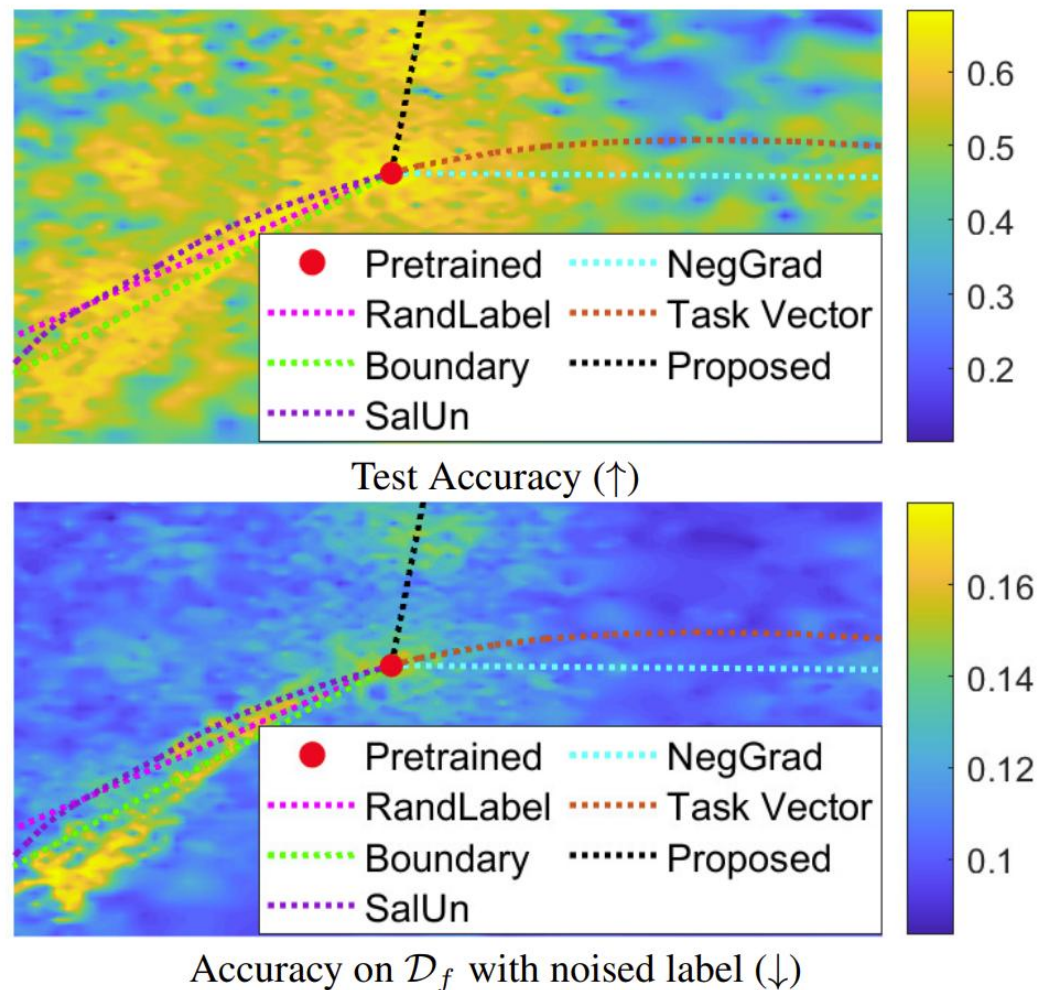 0.6
0.5
0.4
0.3
0.2
Pretrained NegGrad
RandLabel Task Vector
Boundary Proposed
SalUn
Test Accuracy (↑)
0.16
0.14
0.12
0.1
Pretrained NegGrad
RandLabel Task Vector
Boundary Proposed
SalUn
Accuracy on 𝒟f with noised label (↓)